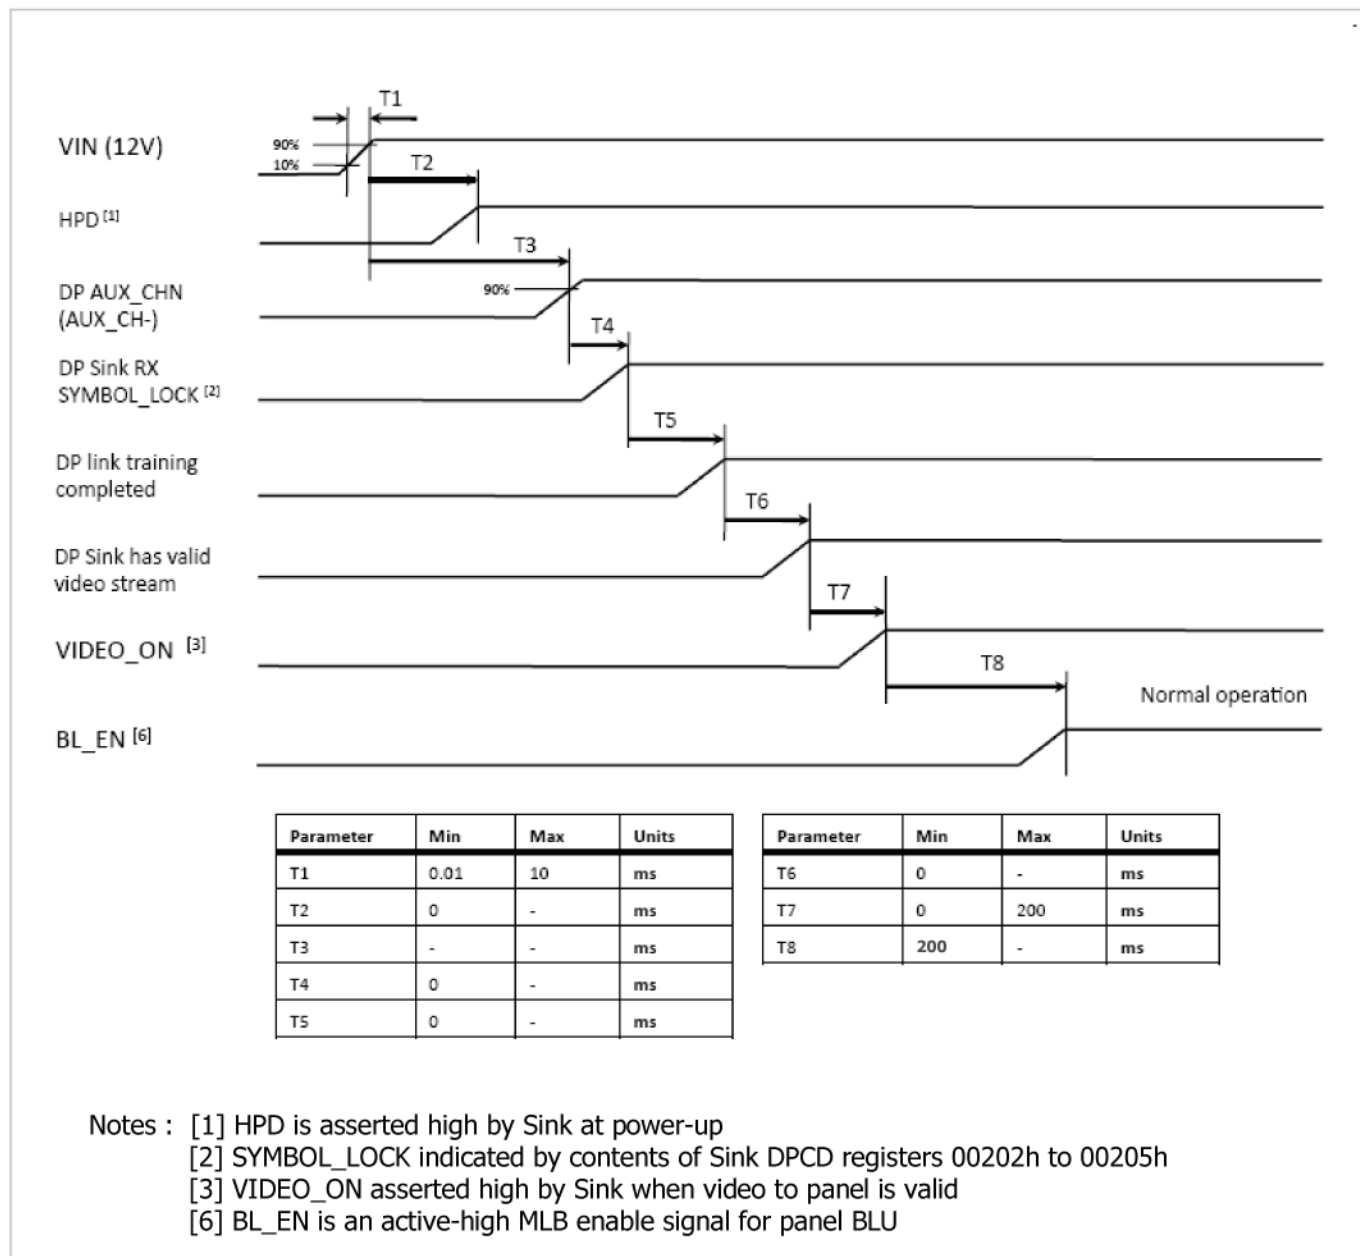 T1
VIN (12V)
90%
10%
T2
HPD [1]
T3
DP AUX_CHN
(AUX_CH-)
90%
T4
DP Sink RX
SYMBOL_LOCK [2]
T5
DP link training
completed
T6
DP Sink has valid
video stream
T7
VIDEO_ON [3]
T8
Normal operation
BL_EN [6]
Parameter Min Max Units
T1 0.01 10 ms
T2 0 - ms
T3 - - ms
T4 0 - ms
T5 0 - ms
Parameter Min Max Units
T6 0 - ms
T7 0 200 ms
T8 200 - ms
Notes : [1] HPD is asserted high by Sink at power-up
[2] SYMBOL_LOCK indicated by contents of Sink DPCD registers 00202h to 00205h
[3] VIDEO_ON asserted high by Sink when video to panel is valid
[6] BL_EN is an active-high MLB enable signal for panel BLU